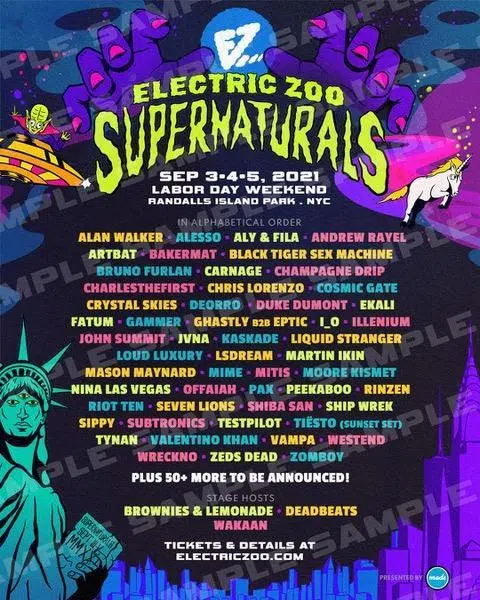 EZ...
ELECTRIC ZOO
SUPERNATURALS
SEP 3•4•5, 2021
LABOR DAY WEEKEND
RANDALLS ISLAND PARK . NYC
IN ALPHABETICAL ORDER
ALAN WALKER • ALESSO • ALY & FILA • ANDREW RAYEL
ARTBAT • BAKERMAT • BLACK TIGER SEX MACHINE
BRUNO FURLAN • CARNAGE • CHAMPAGNE DRIP
CHARLESTHEFIRST • CHRIS LORENZO • COSMIC GATE
CRYSTAL SKIES • DEORRO • DUKE DUMONT • EKALI
FATUM • GAMMER • GHASTLY B2B EPTIC • I_O • ILLENIUM
JOHN SUMMIT • JVNA • KASKADE • LIQUID STRANGER
LOUD LUXURY • LSDREAM • MARTIN IKIN
MASON MAYNARD • MIME • MITIS • MOORE KISMET
NINA LAS VEGAS • OFFAIAH • PAX • PEEKABOO • RINZEN
RIOT TEN • SEVEN LIONS • SHIBA SAN • SHIP WREK
SIPPY • SUBTRONICS • TESTPILOT • TIËSTO (SUNSET SET)
TYNAN • VALENTINO KHAN • VAMPA • WESTEND
WRECKNO • ZEDS DEAD • ZOMBOY
PLUS 50+ MORE TO BE ANNOUNCED!
STAGE HOSTS
BROWNIES & LEMONADE • DEADBEATS
WAKAAN
TICKETS & DETAILS AT
ELECTRICZOO.COM
PRESENTED BY made
SAMPLE